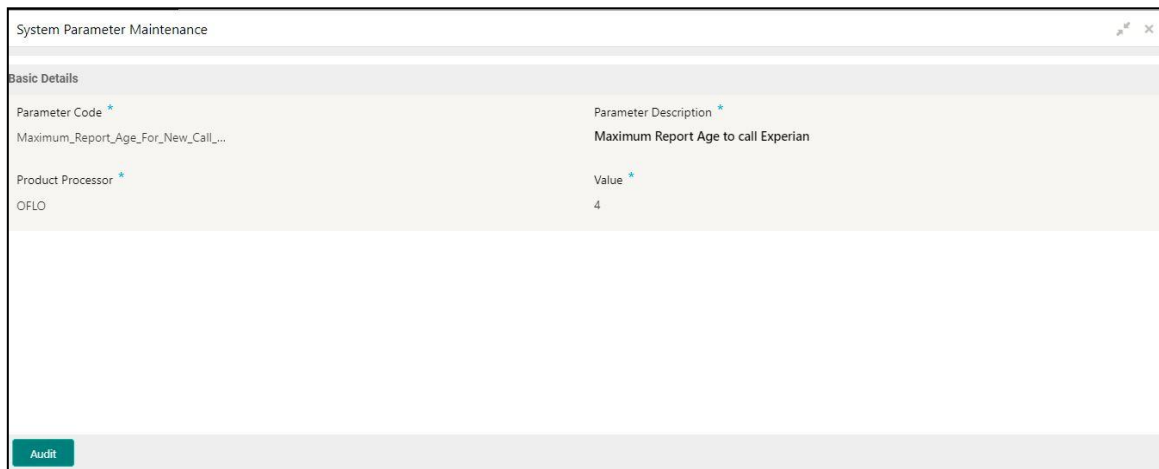 System Parameter Maintenance
Basic Details
Parameter Code *
Parameter Description *
Maximum_Report_Age_For_New_Call_...
Maximum Report Age to call Experian
Product Processor *
Value *
OFLO
4
Audit